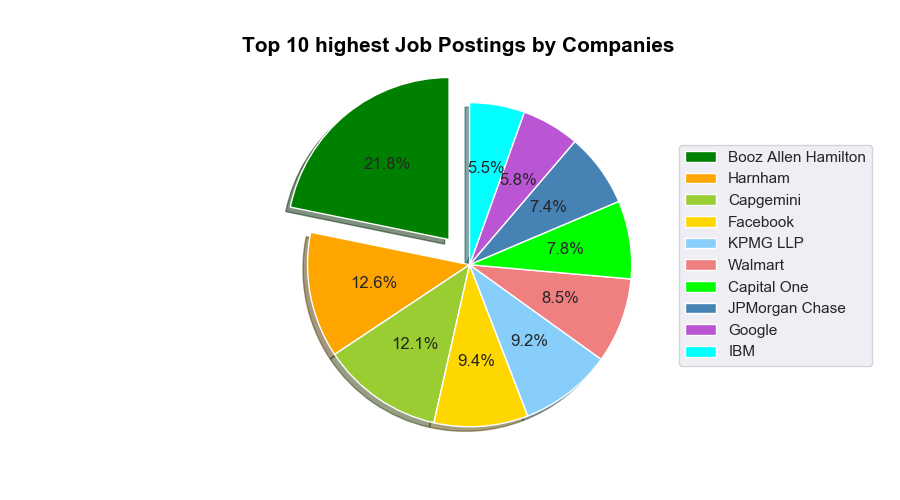 Top 10 highest Job Postings by Companies
21.8%
5.5%
5.8%
7.4%
7.8%
12.6%
8.5%
12.1%
9.2%
9.4%
Booz Allen Hamilton
Harnham
Capgemini
Facebook
KPMG LLP
Walmart
Capital One
JPMorgan Chase
Google
IBM